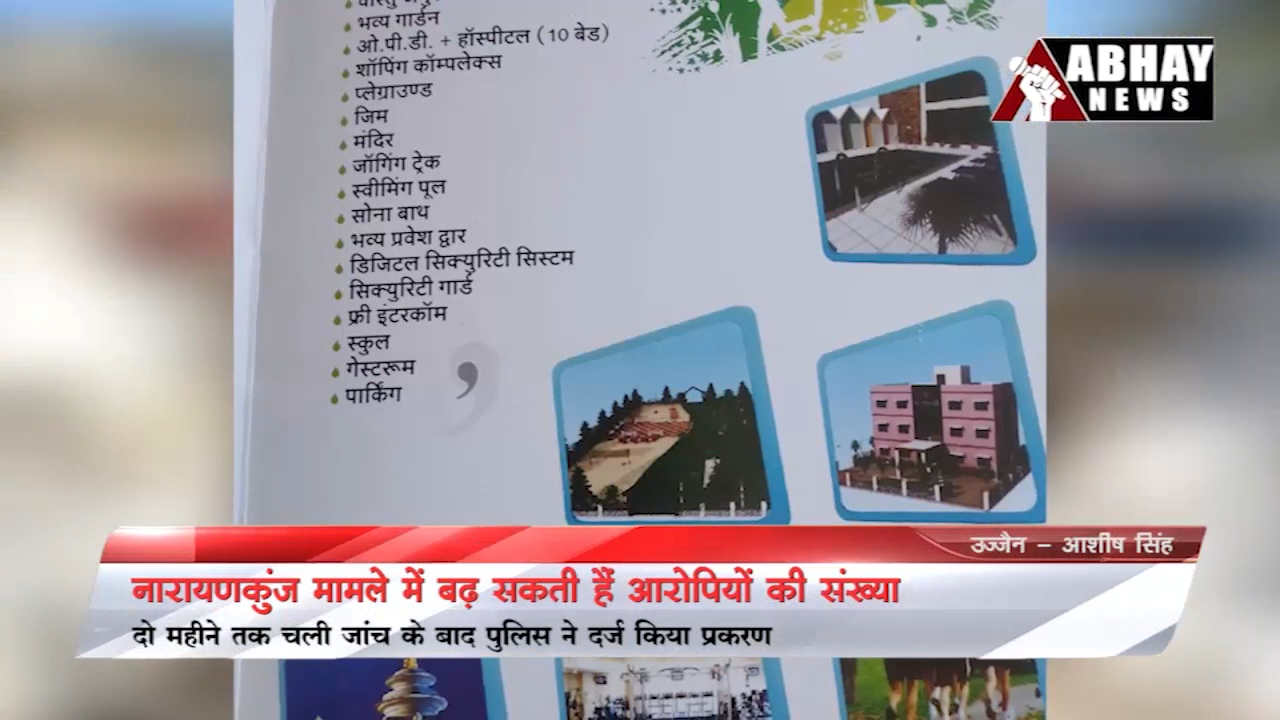 भव्य गार्डन
ओ.पी.डी. + हॉस्पीटल (10 बेड)
शॉपिंग कॉम्पलेक्स
प्लेग्राउण्ड
जिम
मंदिर
जॉगिंग ट्रेक
स्वीमिंग पूल
सोना बाथ
भव्य प्रवेश द्वार
डिजिटल सिक्युरिटी सिस्टम
सिक्युरिटी गार्ड
फ्री इंटरकॉम
स्कुल
गेस्टरूम
पार्किंग
ABHAY
NEWS
उज्जैन – आशीष सिंह
नारायणकुंज मामले में बढ़ सकती हैं आरोपियों की संख्या
दो महीने तक चली जांच के बाद पुलिस ने दर्ज किया प्रकरण